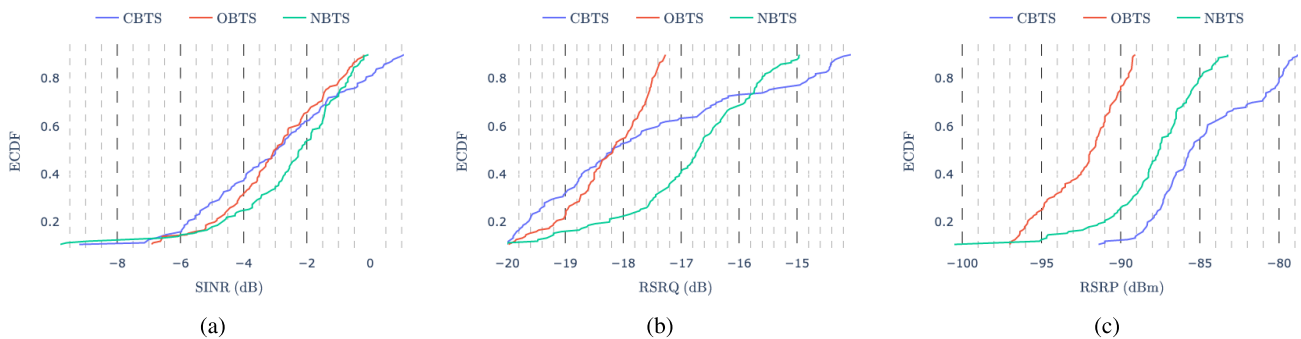 CBTS OBTS NBTS
ECDF
0.8
0.6
0.4
0.2
−8 −6 −4 −2 0
SINR (dB)
(a)
CBTS OBTS NBTS
ECDF
0.8
0.6
0.4
0.2
−20 −19 −18 −17 −16 −15
RSRQ (dB)
(b)
CBTS OBTS NBTS
ECDF
0.8
0.6
0.4
0.2
−100 −95 −90 −85 −80
RSRP (dBm)
(c)